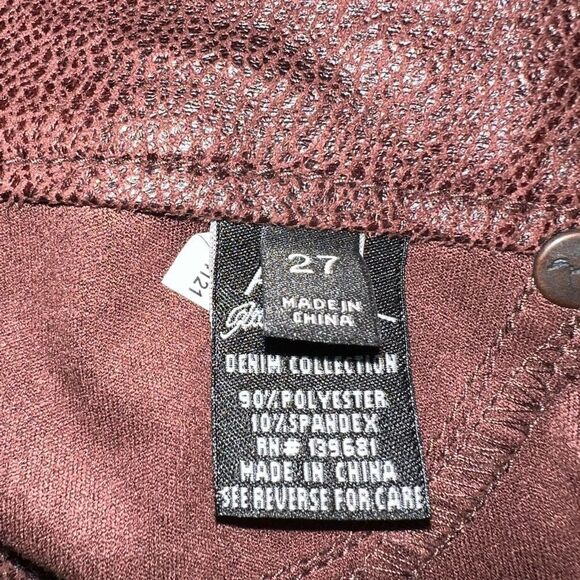 27
MADE IN
CHINA
DENIM COLLECTION
90%POLYESTER
10%SPANDEX
RN# 139681
MADE IN CHINA
SEE REVERSE FOR CARE
121